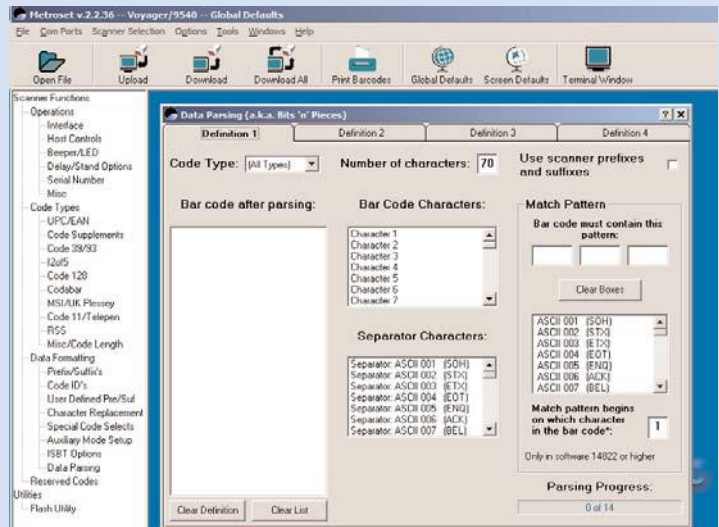 Metroset v.2.2.36 -- Voyager/9540 -- Global Defaults
File Com Ports Scanner Selection Options Tools Windows Help
Open File Upload Download Download All Print Barcodes Global Defaults Screen Defaults Terminal Window
Scanner Functions
Operations
Interface
Host Controls
Beeper/LED
Delay/Stand Options
Serial Number
Misc
Code Types
UPC/EAN
Code Supplements
Code 39/93
I2of5
Code 128
Codabar
MSI/UK Plessey
Code 11/Telepen
RSS
Misc/Code Length
Data Formatting
Prefix/Suffix's
Code ID's
User Defined Pre/Suf
Character Replacement
Special Code Selects
Auxiliary Mode Setup
ISBT Options
Data Parsing
Reserved Codes
Utilities
Flash Utility
Data Parsing (a.k.a. Bits 'n' Pieces)
Definition 1 Definition 2 Definition 3 Definition 4
Code Type: (All Types) Number of characters: 70
Use scanner prefixes
and suffixes
Bar code after parsing:
Clear Definition Clear List
Bar Code Characters:
Character 1
Character 2
Character 3
Character 4
Character 5
Character 6
Character 7
Separator Characters:
Separator: ASCII 001 (SOH)
Separator: ASCII 002 (STX)
Separator: ASCII 003 (ETX)
Separator: ASCII 004 (EOT)
Separator: ASCII 005 (ENQ)
Separator: ASCII 006 (ACK)
Separator: ASCII 007 (BEL)
Match Pattern
Bar code must contain this
pattern:
Clear Boxes
ASCII 001 (SOH)
ASCII 002 (STX)
ASCII 003 (ETX)
ASCII 004 (EOT)
ASCII 005 (ENQ)
ASCII 006 (ACK)
ASCII 007 (BEL)
Match pattern begins
on which character
in the bar code*: 1
Only in software 14822 or higher
Parsing Progress:
0 of 14